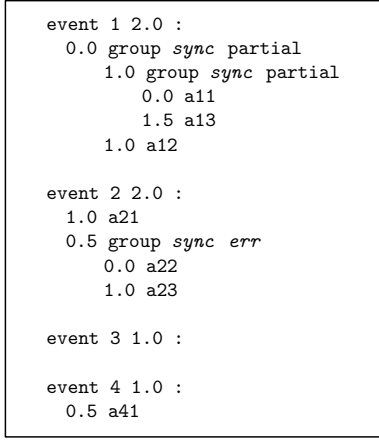 event 1 2.0 :
0.0 group sync partial
1.0 group sync partial
0.0 a11
1.5 a13
1.0 a12
event 2 2.0 :
1.0 a21
0.5 group sync err
0.0 a22
1.0 a23
event 3 1.0 :
event 4 1.0 :
0.5 a41